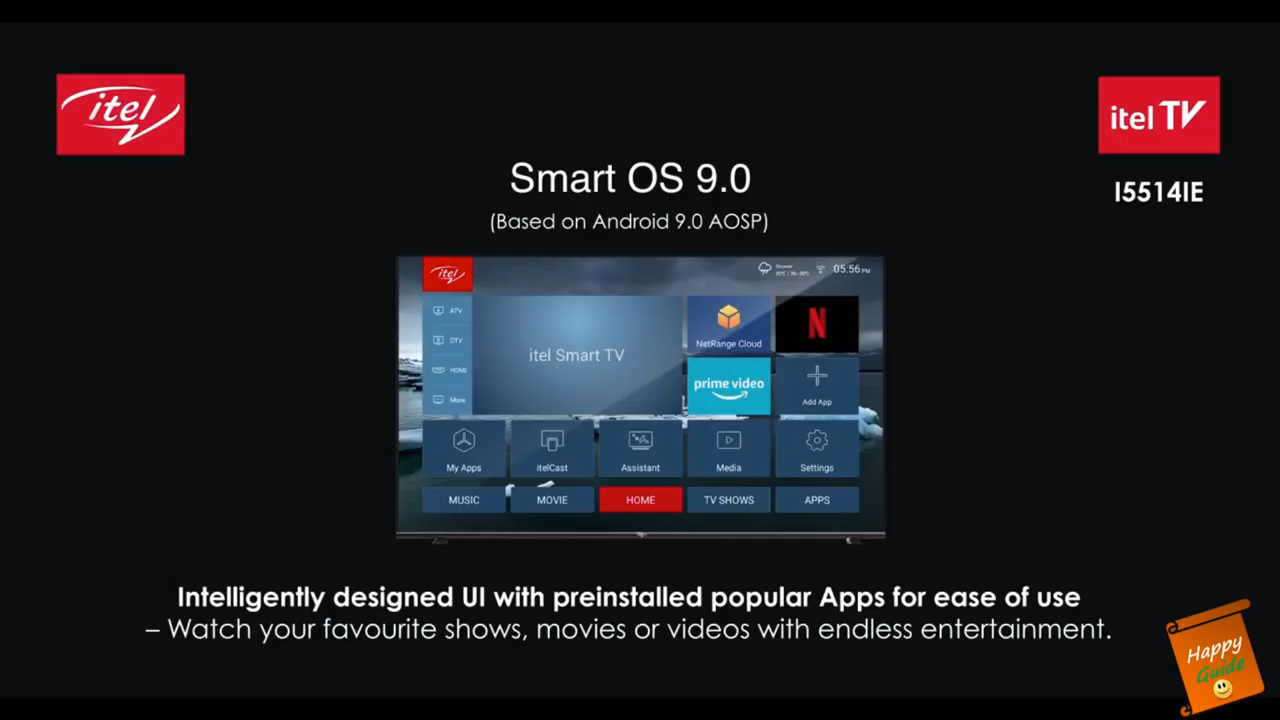 itel
itel TV
I5514IE
Smart OS 9.0
(Based on Android 9.0 AOSP)
itel
Shower
05:56 PM
ATV
DTV
HDMI
More
itel Smart TV
NetRange Cloud
N
prime video
Add App
My Apps
itelCast
Assistant
Media
Settings
MUSIC
MOVIE
HOME
TV SHOWS
APPS
Intelligently designed UI with preinstalled popular Apps for ease of use
– Watch your favourite shows, movies or videos with endless entertainment.
Happy
Guide